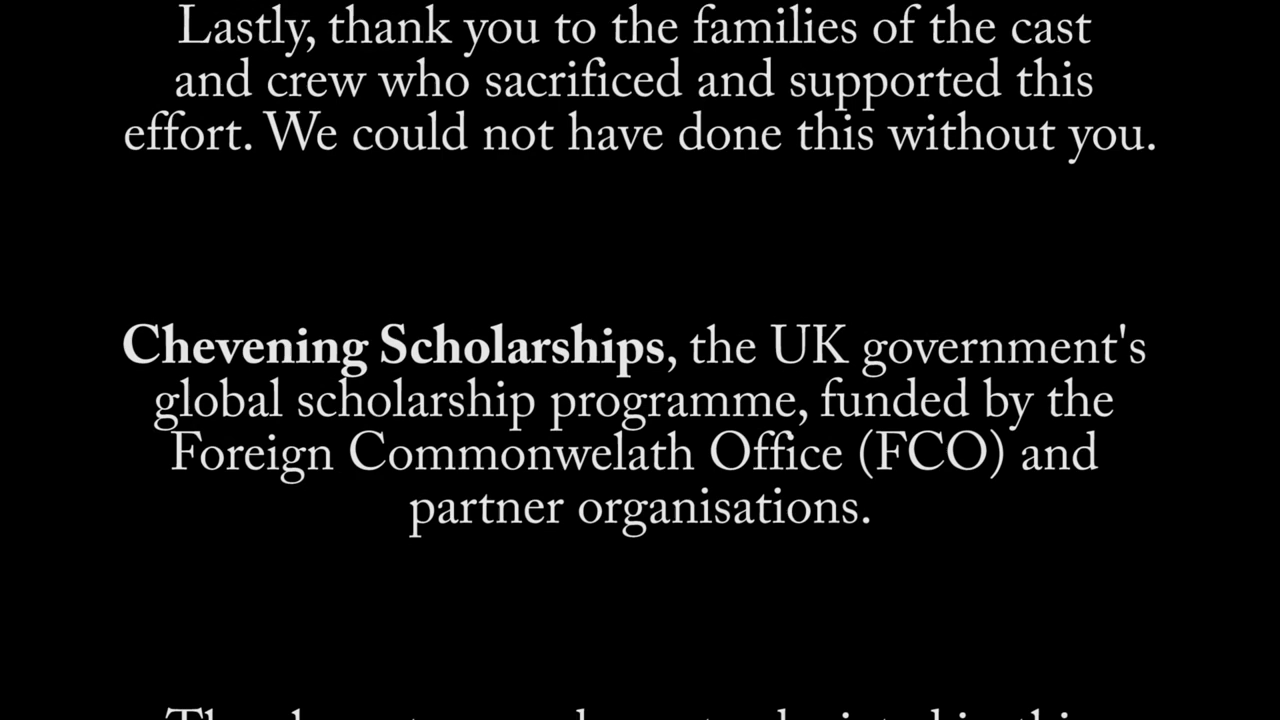 Lastly, thank you to the families of the cast
and crew who sacrificed and supported this
effort. We could not have done this without you.
Chevening Scholarships, the UK government's
global scholarship programme, funded by the
Foreign Commonwelath Office (FCO) and
partner organisations.